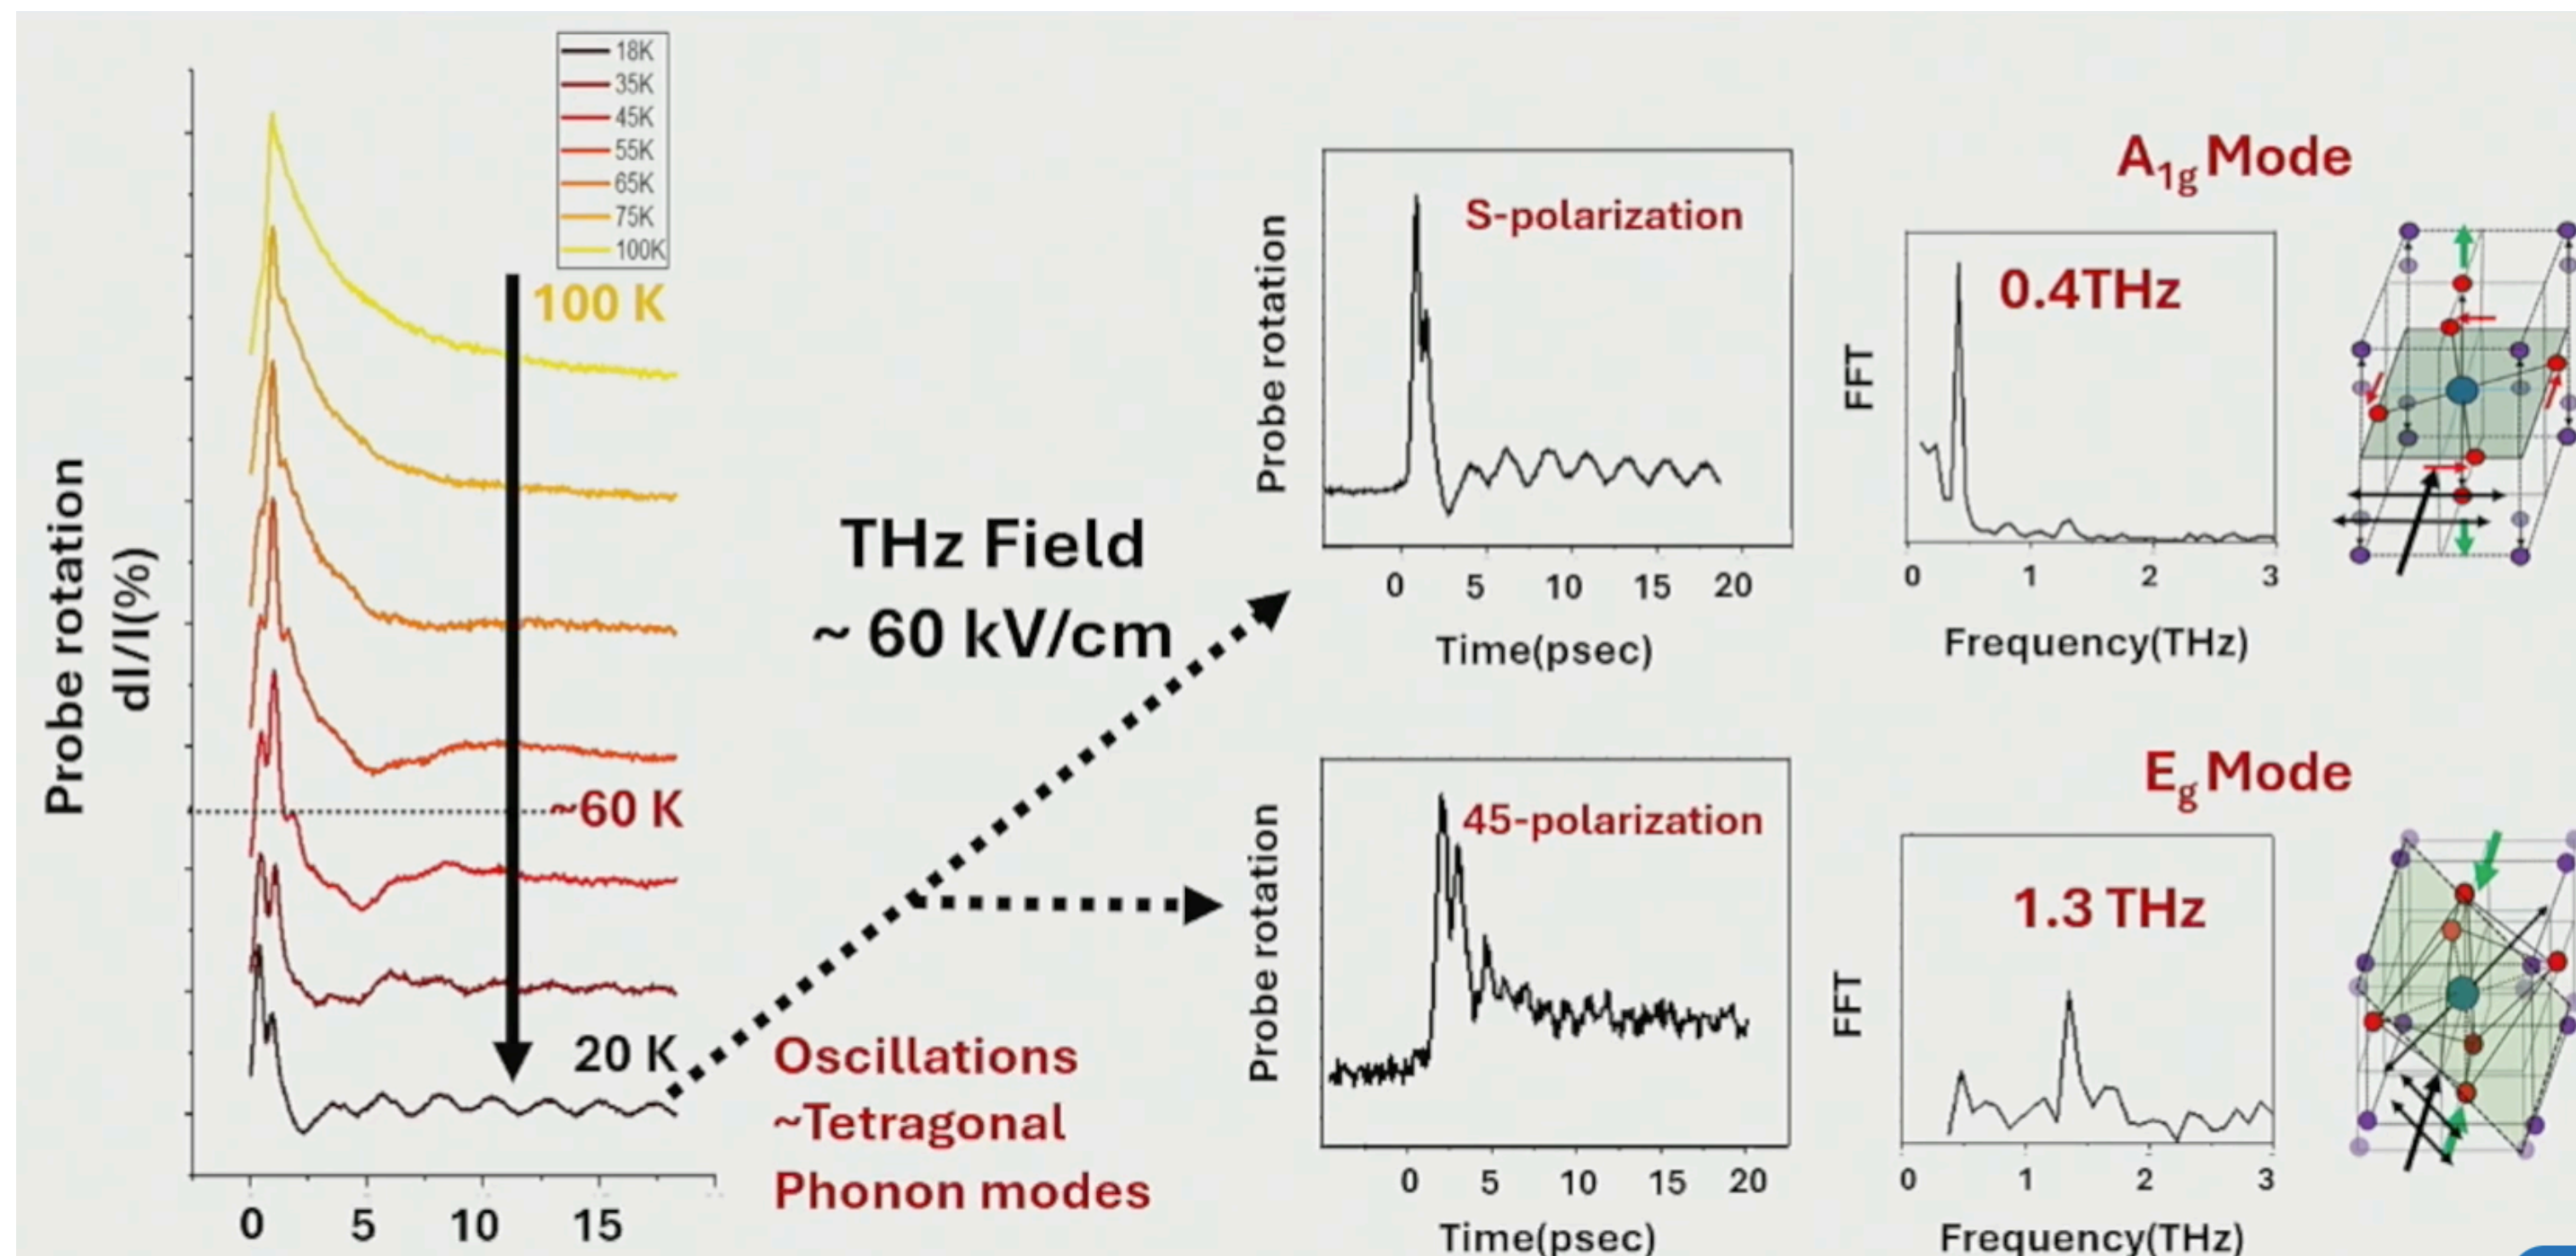 18K
35K
45K
55K
65K
75K
100K
100 K
~60 K
20 K
Probe rotation
dI/I(%)
0 5 10 15
THz Field
~ 60 kV/cm
Oscillations
~Tetragonal
Phonon modes
S-polarization
Probe rotation
0 5 10 15 20
Time(psec)
A1g Mode
0.4THz
FFT
0 1 2 3
Frequency(THz)
45-polarization
Probe rotation
0 5 10 15 20
Time(psec)
Eg Mode
1.3 THz
FFT
0 1 2 3
Frequency(THz)